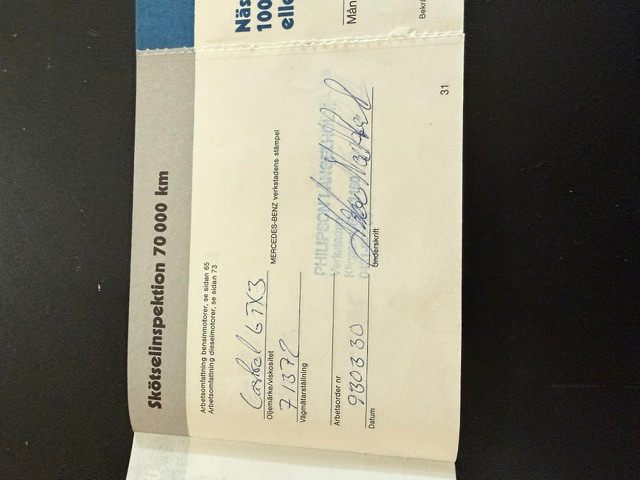 Skötselinspektion 70 000 km
Arbetsomfattning bensinmotorer, se sidan 65
Arbetsomfattning dieselmotorer, se sidan 73
Castrol GTX3
Oljemärke/viskositet
MERCEDES-BENZ verkstadens stämpel
7137
Vägmätarställning
PHILIPSON
Arbetsorder nr
930330
Datum
Underskrift
31
Näs
100
elle
Mån
Bekr